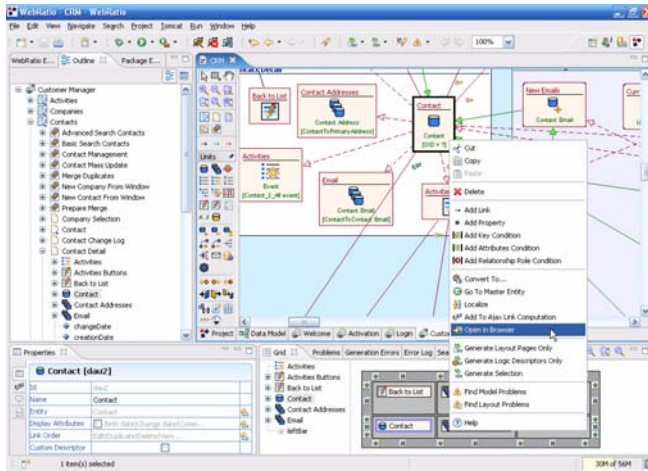 WebRatio - CRM - WebRatio
File Edit View Navigate Search Project Tomcat Run Window Help
100%
WebRatio E... Outline Package E...
CRM
Customer Manager
Activities
Companies
Contacts
Advanced Search Contacts
Basic Search Contacts
Contact Management
Contact Mass Update
Merge Duplicates
New Company From Window
New Contact From Window
Prepare Merge
Company Selection
Contact
Contact Change Log
Contact Detail
Activities
Activities Buttons
Back to List
Contact
Contact Addresses
Email
changeDate
creationDate
Units
Back to List
Contact Addresses
Contact Address
[ContactToPrimaryAddress]
Contact
Contact
[OID = ?]
New Emails
Contact Email
Activities
Event
[Contact_2_All event]
Email
Contact Email
[ContactToContact Email]
Cut
Copy
Paste
Delete
Add Link
Add Property
Add Key Condition
Add Attributes Condition
Add Relationship Role Condition
Convert To...
Go To Master Entity
Localize
Add To Ajax Link Computation
Open in Browser
Generate Layout Pages Only
Generate Logic Descriptors Only
Generate Selection
Find Model Problems
Find Layout Problems
Help
Project Data Model Welcome Activation Login
Properties
Contact [dau2]
Id dau2
Name Contact
Entity Contact
Display Attributes
Link Order
Custom Descriptor
Grid Problems Generation Errors Error Log
Activities
Activities Buttons
Back to List
Contact
Contact Addresses
Email
leftBar
Back to List
Contact
1 item(s) selected
30M of 56M